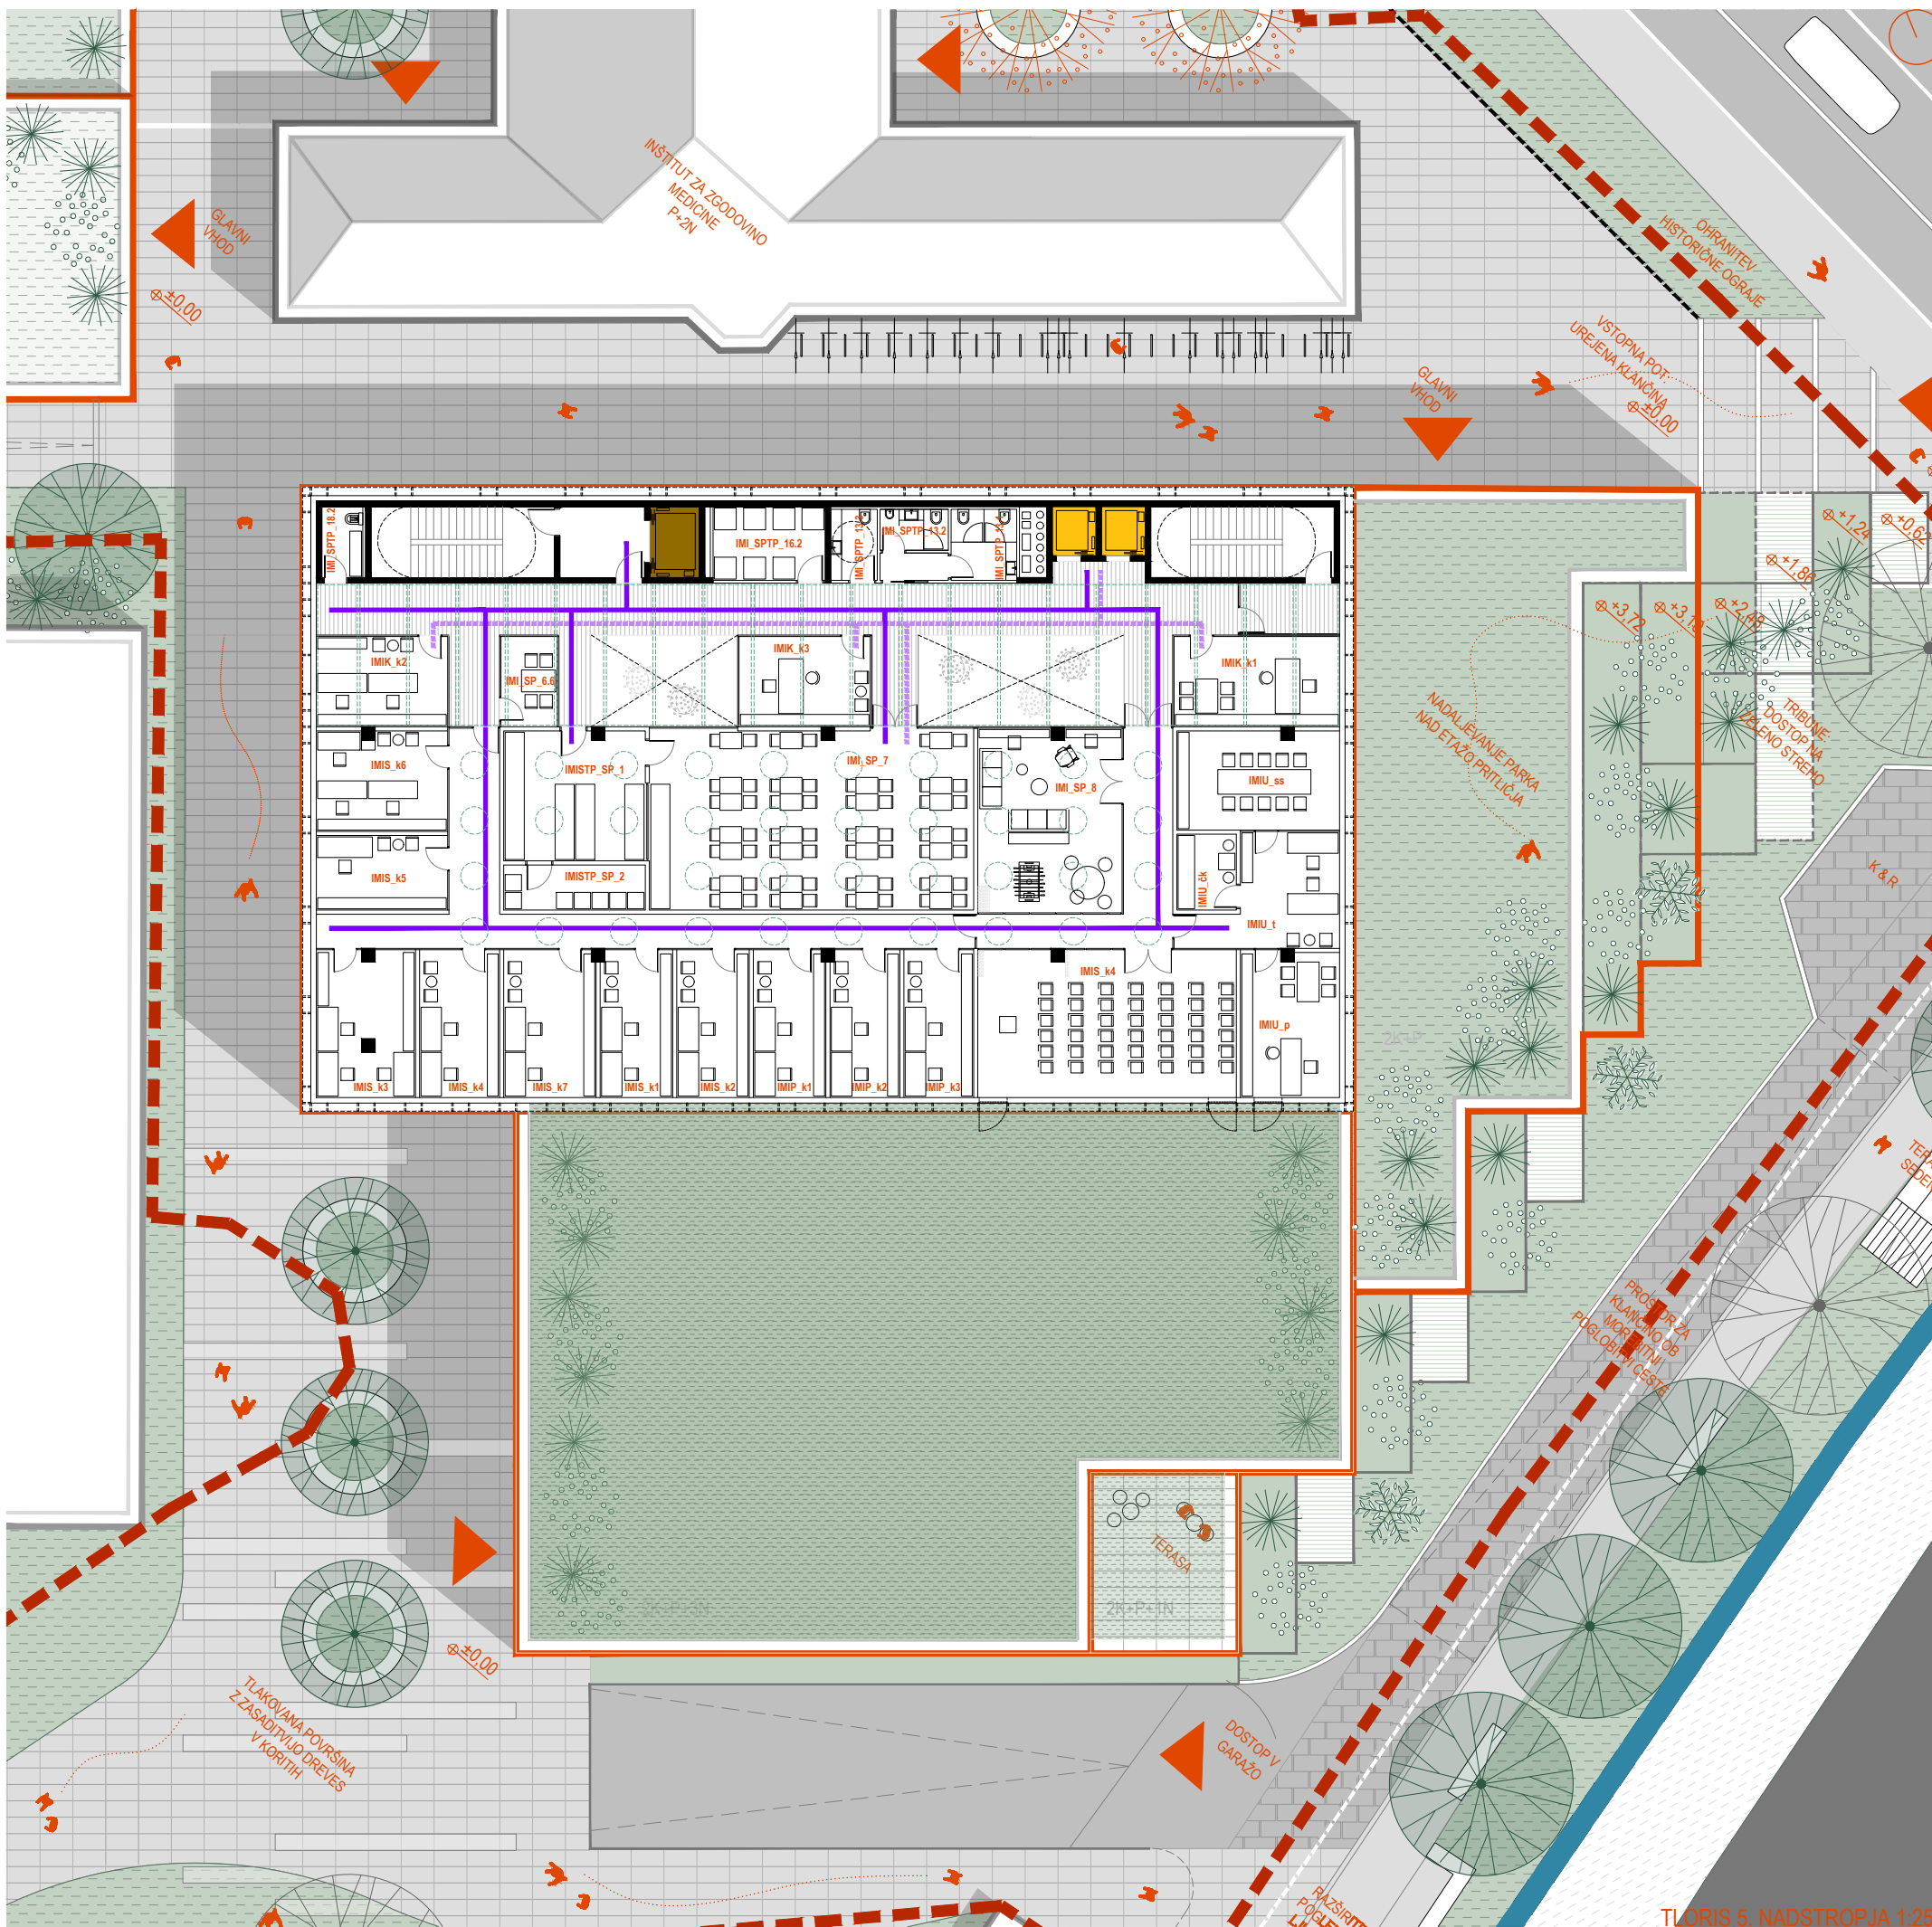 INŠTITUT ZA ZGODOVINO
MEDICINE
P+2N
GLAVNI
VHOD
±0,00
OHRANITEV
HISTORIČNE OGRAJE
VSTOPNA POT:
UREJENA KLANČINA
±0,00
GLAVNI
VHOD
IMI_SPTP_18.2
IMI_SPTP_16.2
IMI_SPTP_13.2
+1,24
+0,62
+1,86
+2,48
+3,10
+3,72
IMIK_k2
IMI_SP_6.6
IMIK_k3
IMIK_k1
NADALJEVANJE PARKA
NAD ETAŽO PRITLIČJA
TRIBUNE:
DOSTOP NA
ZELENO STREHO
IMIS_k6
IMISTP_SP_1
IMI_SP_7
IMI_SP_8
IMIU_ss
IMIS_k5
IMISTP_SP_2
IMIU_čk
IMIU_t
K & R
IMIS_k4
IMIU_p
2K+P
IMIS_k3
IMIS_k4
IMIS_k7
IMIS_k1
IMIS_k2
IMIP_k1
IMIP_k2
IMIP_k3
PROSTOR ZA
KLANČINO OB
MOREBITNI
POGLOBITVI CESTE
TERASA
2K+P+1N
±0,00
TLAKOVANA POVRŠINA
Z ZASADITVIJO DREVES
V KORITIH
DOSTOP V
GARAŽO
TLORIS 5. NADSTROPJA